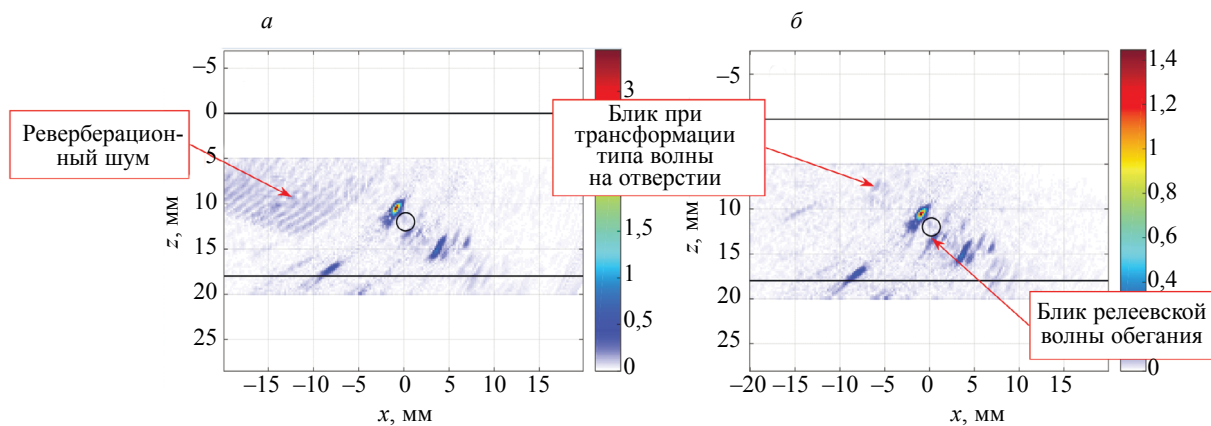 а
б
–5
0
5
10
15
20
25
z, мм
–15
–10
–5
0
5
10
15
x, мм
3
1,5
1
0,5
0
Реверберацион-
ный шум
Блик при
трансформации
типа волны
на отверстии
10
15
20
25
z, мм
–20
–15
–10
–5
0
5
10
15
x, мм
1,4
1,2
1
0,8
0,6
0,4
0
Блик релеевской
волны обегания